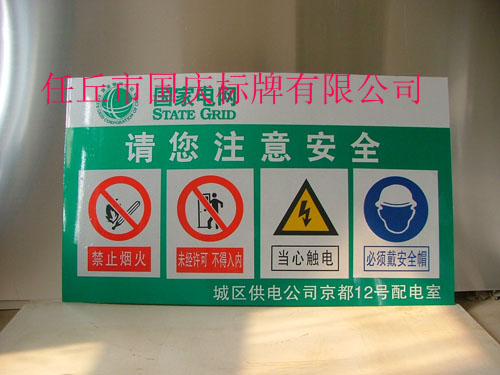 任丘市国庆标牌有限公司
国家电网
STATE GRID
请您注意安全
禁止烟火
未经许可 不得入内
当心触电
必须戴安全帽
城区供电公司京都12号配电室